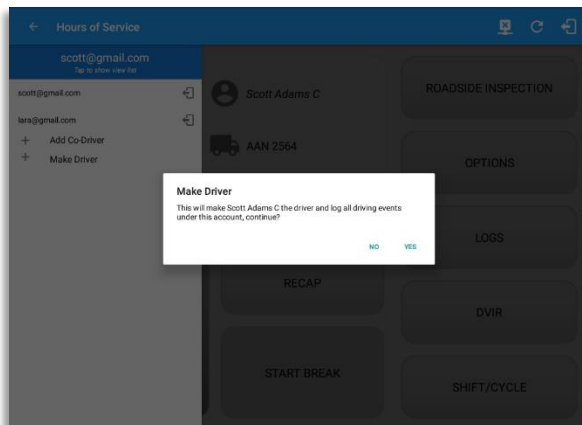 Hours of Service
scott@gmail.com
Tap to show view list
scott@gmail.com
lara@gmail.com
Add Co-Driver
Make Driver
Scott Adams C
AAN 2564
ROADSIDE INSPECTION
OPTIONS
LOGS
RECAP
DVIR
START BREAK
SHIFT/CYCLE
Make Driver
This will make Scott Adams C the driver and log all driving events
under this account, continue?
NO YES